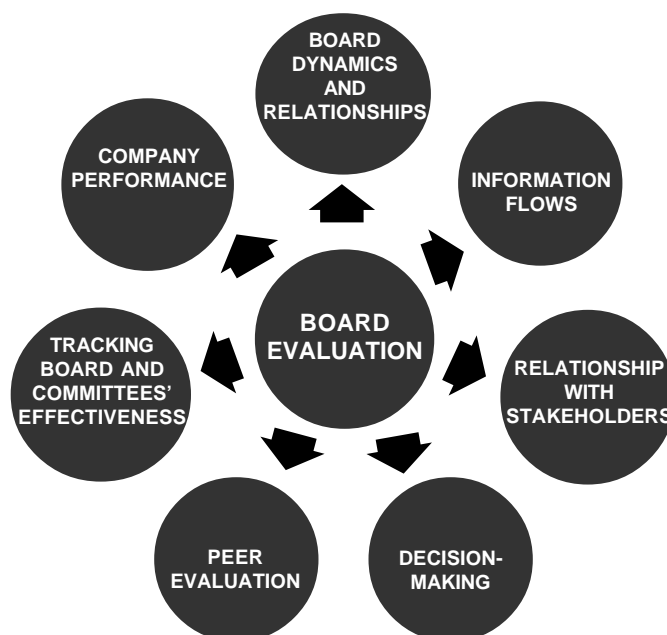 BOARD
DYNAMICS
AND
RELATIONSHIPS
COMPANY
PERFORMANCE
INFORMATION
FLOWS
BOARD
EVALUATION
TRACKING
BOARD AND
COMMITTEES’
EFFECTIVENESS
RELATIONSHIP
WITH
STAKEHOLDERS
PEER
EVALUATION
DECISION-
MAKING